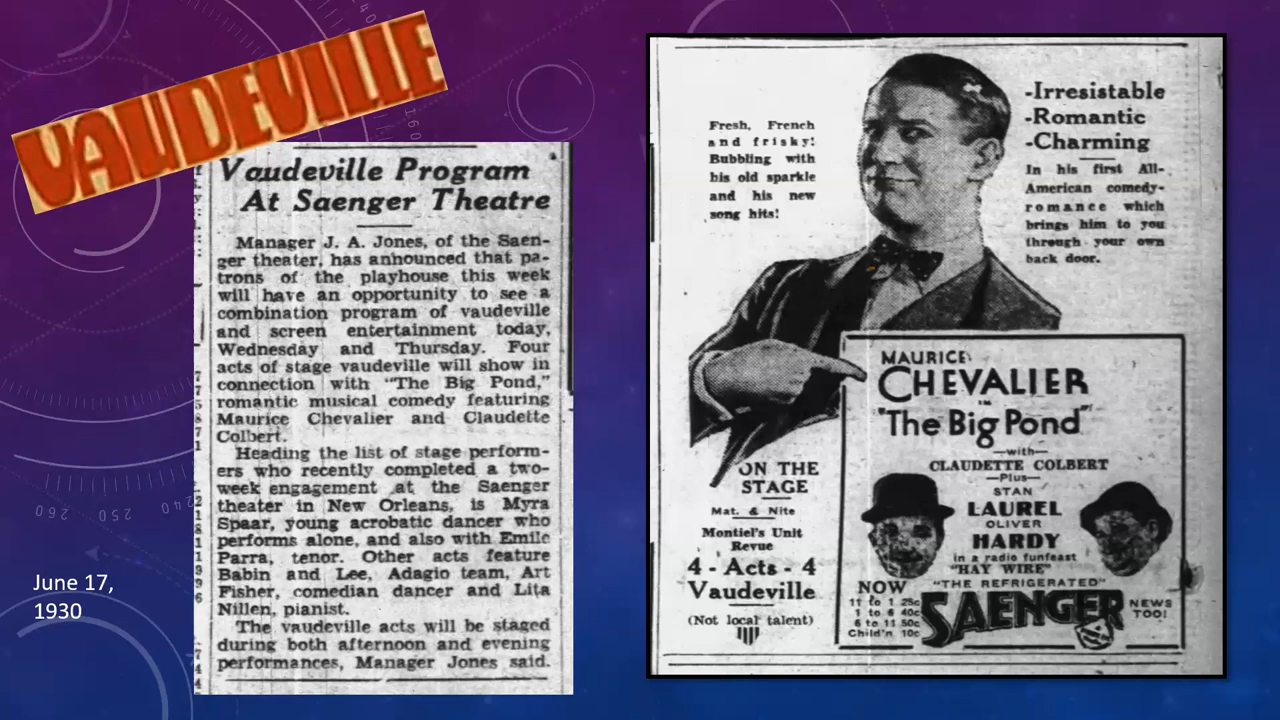 VAUDEVILLE
Vaudeville Program
At Saenger Theatre
Manager J. A. Jones, of the Saen-
ger theater, has announced that pa-
trons of the playhouse this week
will have an opportunity to see a
combination program of vaudeville
and screen entertainment today,
Wednesday and Thursday. Four
acts of stage vaudeville will show in
connection with "The Big Pond,"
romantic musical comedy featuring
Maurice Chevalier and Claudette
Colbert.
Heading the list of stage perform-
ers who recently completed a two-
week engagement at the Saenger
theater in New Orleans, is Myra
Spaar, young acrobatic dancer who
performs alone, and also with Emile
Parra, tenor. Other acts feature
Babin and Lee, Adagio team, Art
Fisher, comedian dancer and Lita
Nillen, pianist.
The vaudeville acts will be staged
during both afternoon and evening
performances, Manager Jones said.
June 17,
1930
Fresh, French
and frisky!
Bubbling with
his old sparkle
and his new
song hits!
-Irresistable
-Romantic
-Charming
In his first All-
American comedy-
romance which
brings him to you
through your own
back door.
MAURICE
CHEVALIER
IN
"The Big Pond"
—with—
CLAUDETTE COLBERT
—Plus—
STAN
LAUREL
OLIVER
HARDY
in a radio funfeast
"HAY WIRE"
ON THE
STAGE
Mat. & Nite
Montiel's Unit
Revue
4 - Acts - 4
Vaudeville
(Not local talent)
NOW
11 to 1 25c
1 to 6 40c
6 to 11 50c
Child'n 10c
"THE REFRIGERATED"
SAENGER
NEWS
TOO!